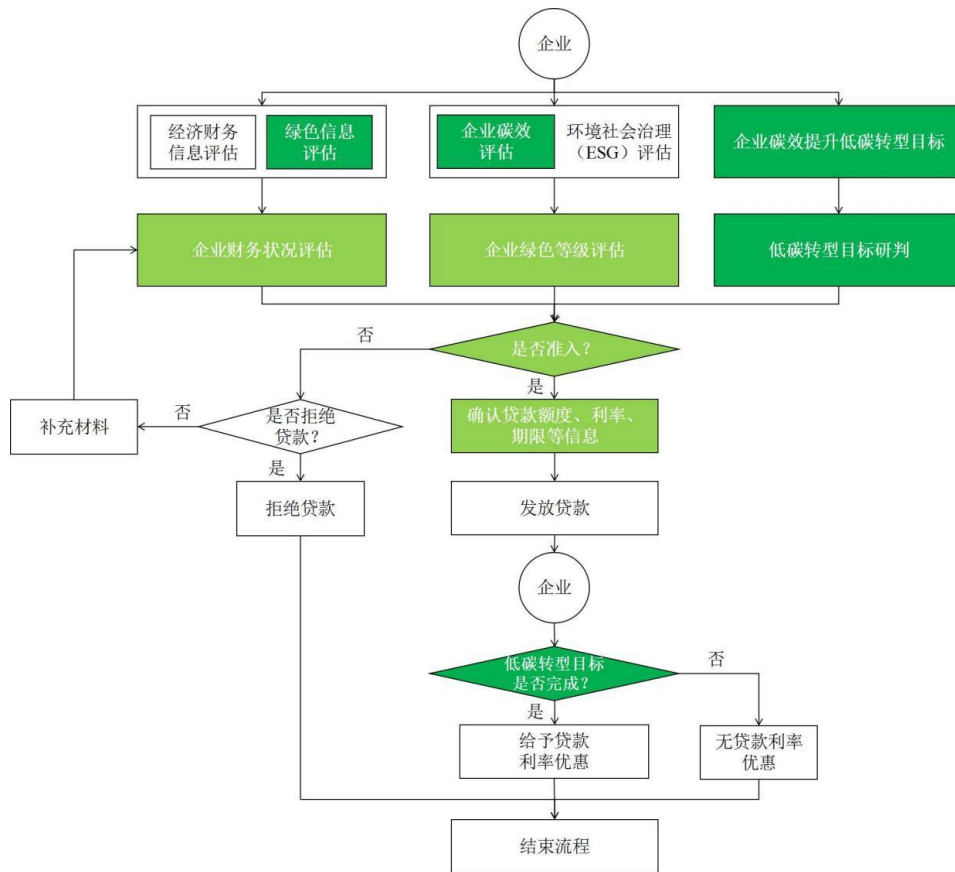 企业
经济财务
信息评估
绿色信息
评估
企业碳效
评估
环境社会治理
（ESG）评估
企业碳效提升低碳转型目标
企业财务状况评估
企业绿色等级评估
低碳转型目标研判
否
是否准入？
是
补充材料
否
是否拒绝
贷款？
确认贷款额度、利率、
期限等信息
是
拒绝贷款
发放贷款
企业
低碳转型目标
是否完成？
否
是
给予贷款
利率优惠
无贷款利率
优惠
结束流程